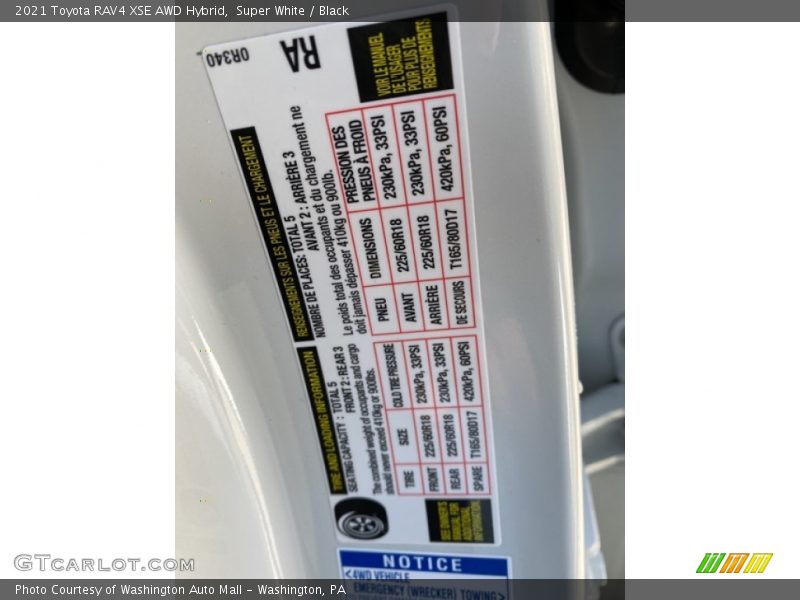 2021 Toyota RAV4 XSE AWD Hybrid, Super White / Black
TIRE AND LOADING INFORMATION
SEATING CAPACITY : TOTAL 5
FRONT 2 : REAR 3
The combined weight of occupants and cargo
should never exceed 410kg or 900lb.
TIRE SIZE COLD TIRE PRESSURE
FRONT 225/60R18 230kPa, 33PSI
REAR 225/60R18 230kPa, 33PSI
SPARE T165/80D17 420kPa, 60PSI
SEE OWNER'S
MANUAL FOR
ADDITIONAL
INFORMATION
RENSEIGNEMENTS SUR LES PNEUS ET LE CHARGEMENT
NOMBRE DE PLACES: TOTAL 5
AVANT 2 : ARRIÈRE 3
Le poids total des occupants et du chargement ne
doit jamais dépasser 410kg ou 900lb.
PNEU DIMENSIONS PRESSION DES
PNEUS À FROID
AVANT 225/60R18 230kPa, 33PSI
ARRIÈRE 225/60R18 230kPa, 33PSI
DE SECOURS T165/80D17 420kPa, 60PSI
VOIR LE MANUEL
DE L'USAGER
POUR PLUS DE
RENSEIGNEMENTS
RA
0R340
NOTICE
<4WD VEHICLE
EMERGENCY (WRECKER) TOWING>
GTcarlot.com
Photo Courtesy of Washington Auto Mall - Washington, PA